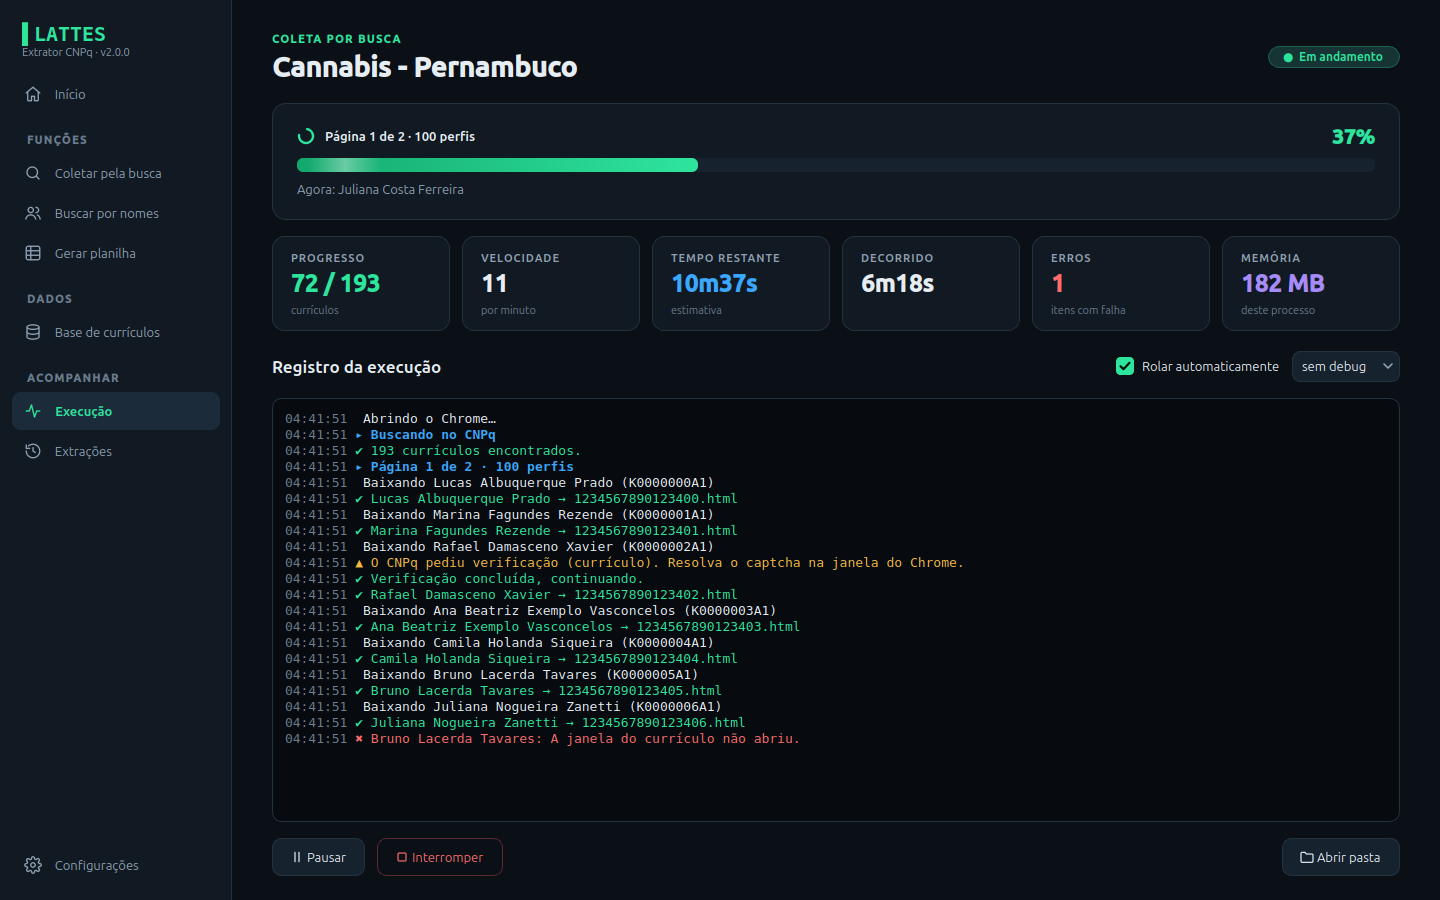 LATTES
Extrator CNPq · v2.0.0
Início
FUNÇÕES
Coletar pela busca
Buscar por nomes
Gerar planilha
DADOS
Base de currículos
ACOMPANHAR
Execução
Extrações
Configurações
COLETA POR BUSCA
Cannabis - Pernambuco
Em andamento
Página 1 de 2 · 100 perfis
37%
Agora: Juliana Costa Ferreira
PROGRESSO
72 / 193
currículos
VELOCIDADE
11
por minuto
TEMPO RESTANTE
10m37s
estimativa
DECORRIDO
6m18s
ERROS
1
itens com falha
MEMÓRIA
182 MB
deste processo
Registro da execução
Rolar automaticamente
sem debug
04:41:51 Abrindo o Chrome…
04:41:51 ▸ Buscando no CNPq
04:41:51 ✔ 193 currículos encontrados.
04:41:51 ▸ Página 1 de 2 · 100 perfis
04:41:51 Baixando Lucas Albuquerque Prado (K0000000A1)
04:41:51 ✔ Lucas Albuquerque Prado → 1234567890123400.html
04:41:51 Baixando Marina Fagundes Rezende (K0000001A1)
04:41:51 ✔ Marina Fagundes Rezende → 1234567890123401.html
04:41:51 Baixando Rafael Damasceno Xavier (K0000002A1)
04:41:51 ▲ O CNPq pediu verificação (currículo). Resolva o captcha na janela do Chrome.
04:41:51 ✔ Verificação concluída, continuando.
04:41:51 ✔ Rafael Damasceno Xavier → 1234567890123402.html
04:41:51 Baixando Ana Beatriz Exemplo Vasconcelos (K0000003A1)
04:41:51 ✔ Ana Beatriz Exemplo Vasconcelos → 1234567890123403.html
04:41:51 Baixando Camila Holanda Siqueira (K0000004A1)
04:41:51 ✔ Camila Holanda Siqueira → 1234567890123404.html
04:41:51 Baixando Bruno Lacerda Tavares (K0000005A1)
04:41:51 ✔ Bruno Lacerda Tavares → 1234567890123405.html
04:41:51 Baixando Juliana Nogueira Zanetti (K0000006A1)
04:41:51 ✔ Juliana Nogueira Zanetti → 1234567890123406.html
04:41:51 ✖ Bruno Lacerda Tavares: A janela do currículo não abriu.
Pausar
Interromper
Abrir pasta